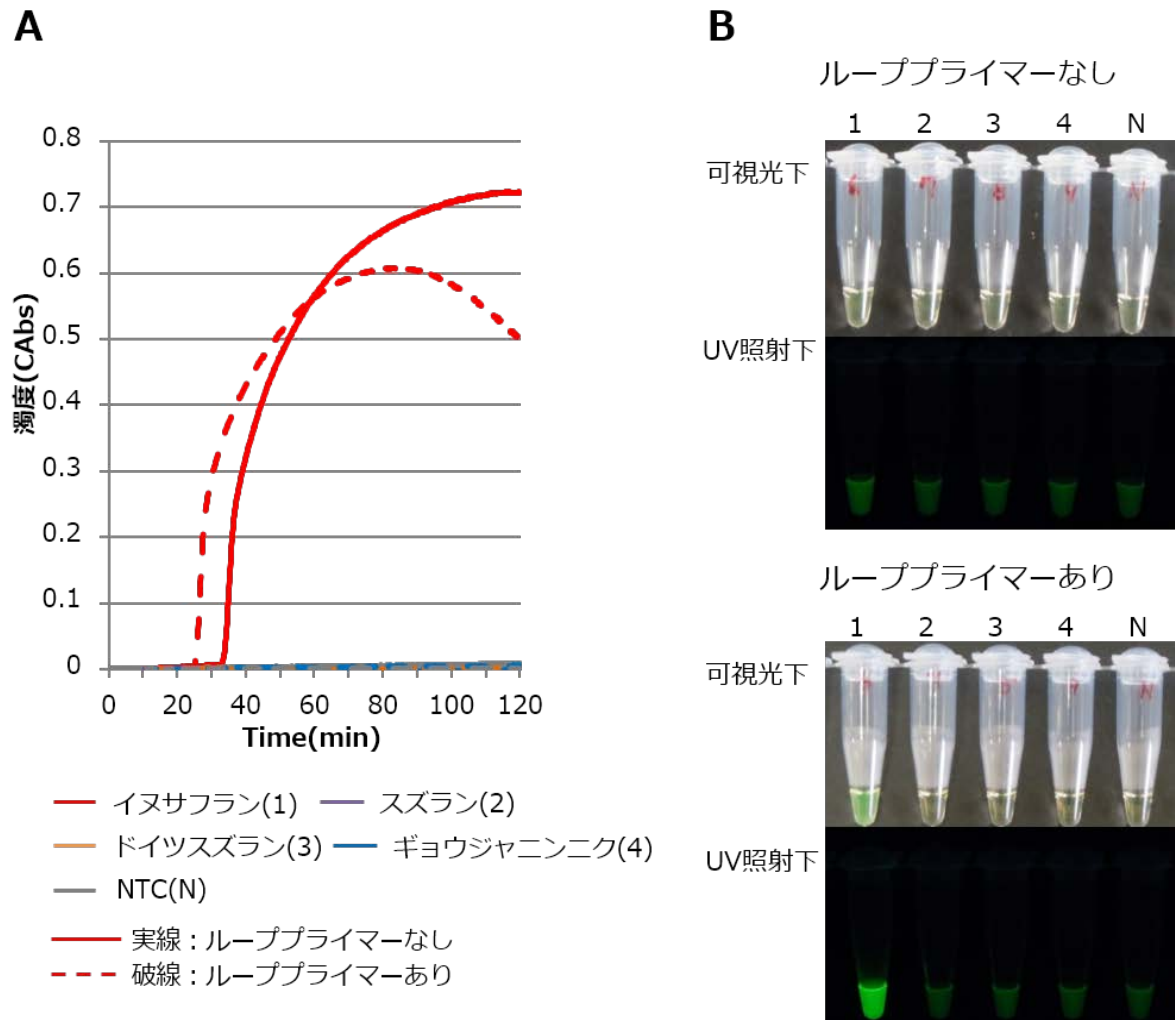 A
0.8
0.7
0.6
0.5
0.4
0.3
0.2
0.1
0
濁度(CAbs)
0 20 40 60 80 100 120
Time(min)
イヌサフラン(1) スズラン(2)
ドイツスズラン(3) ギョウジャニンニク(4)
NTC(N)
実線：ループプライマーなし
破線：ループプライマーあり
B
ループプライマーなし
1 2 3 4 N
可視光下
UV照射下
ループプライマーあり
1 2 3 4 N
可視光下
UV照射下